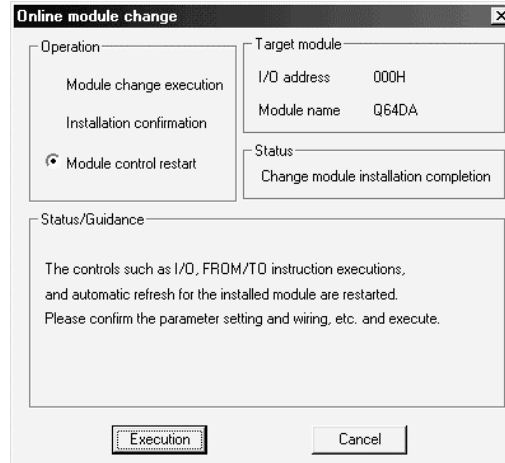 Online module change
Operation
Module change execution
Installation confirmation
Module control restart
Target module
I/O address 000H
Module name Q64DA
Status
Change module installation completion
Status/Guidance
The controls such as I/O, FROM/TO instruction executions,
and automatic refresh for the installed module are restarted.
Please confirm the parameter setting and wiring, etc. and execute.
Execution
Cancel